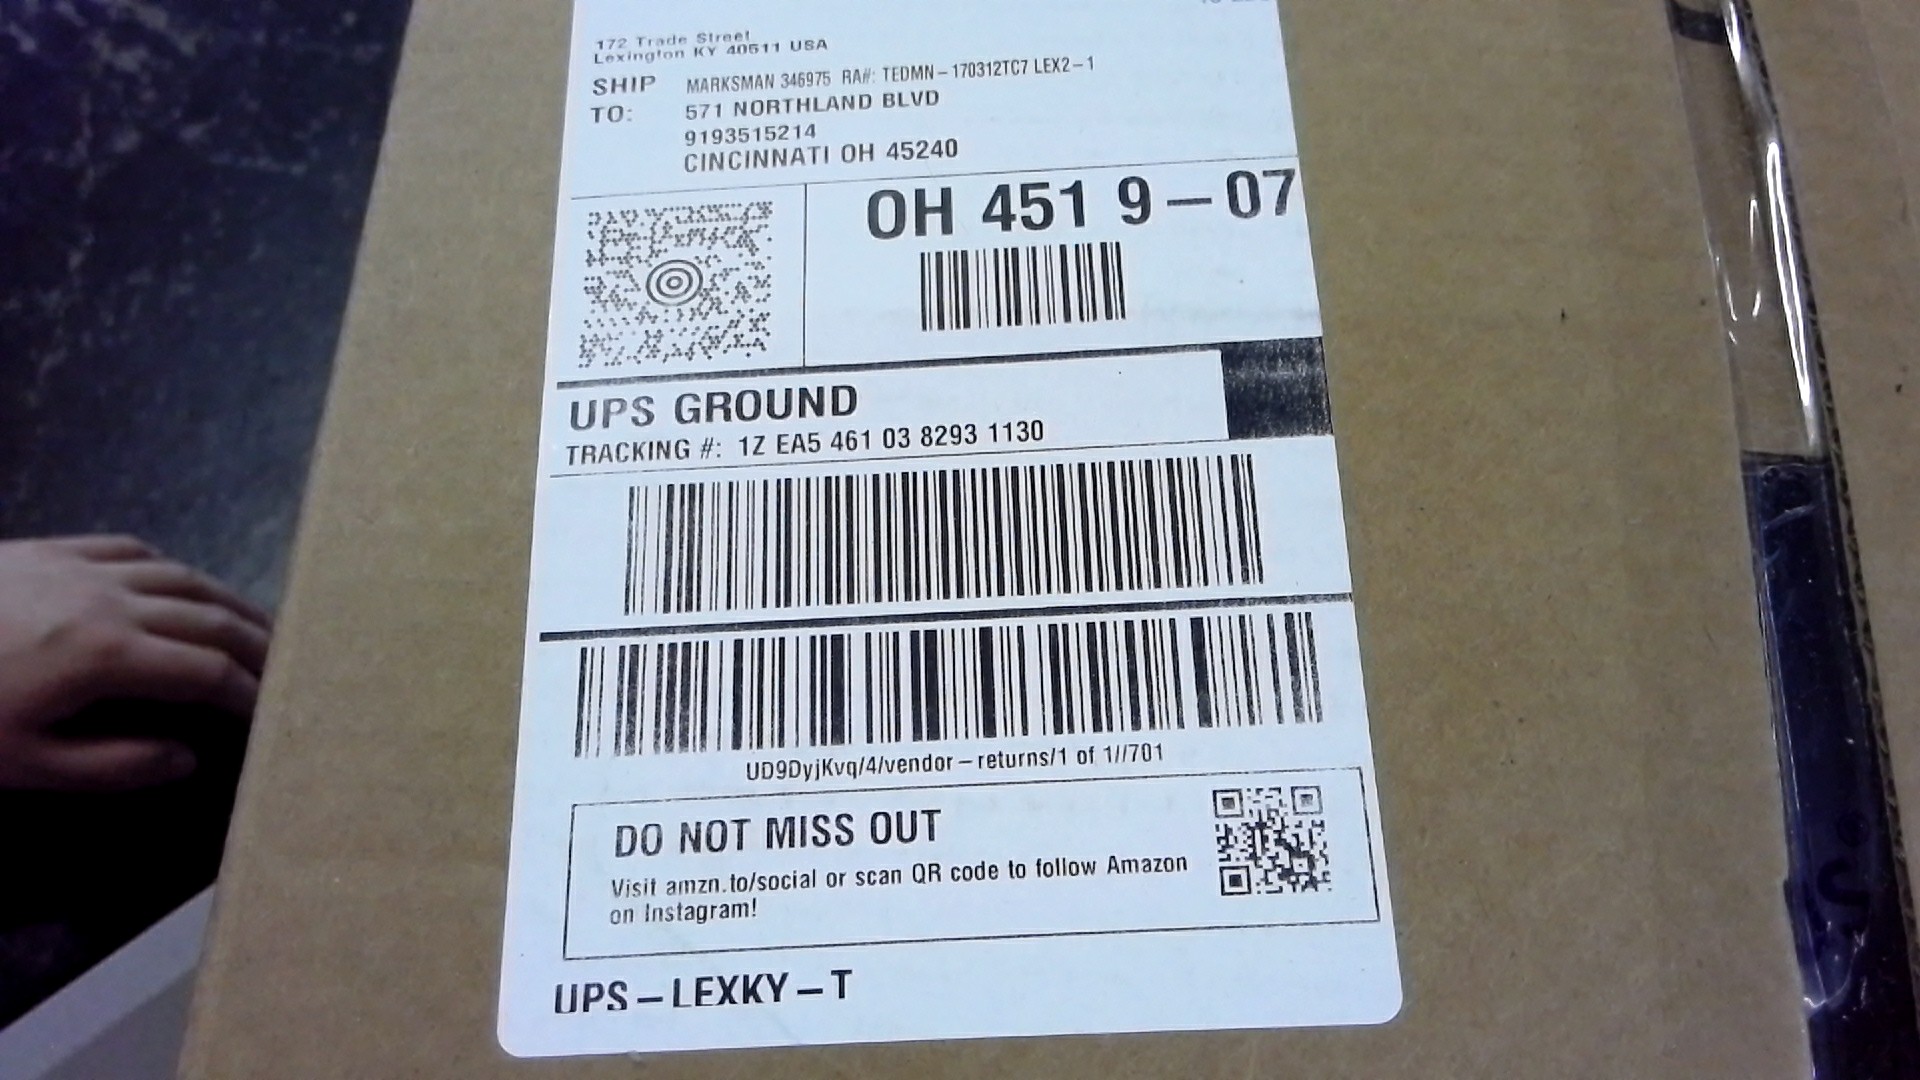 172 Trade Street
Lexington KY 40511 USA
SHIP TO:
MARKSMAN 346975 RA#: TEDMN-170312TC7 LEX2-1
571 NORTHLAND BLVD
9193515214
CINCINNATI OH 45240
OH 451 9-07
UPS GROUND
TRACKING #: 1Z EA5 461 03 8293 1130
UD9DyjKvq/4/vendor-returns/1 of 1//701
DO NOT MISS OUT
Visit amzn.to/social or scan QR code to follow Amazon
on Instagram!
UPS-LEXKY-T